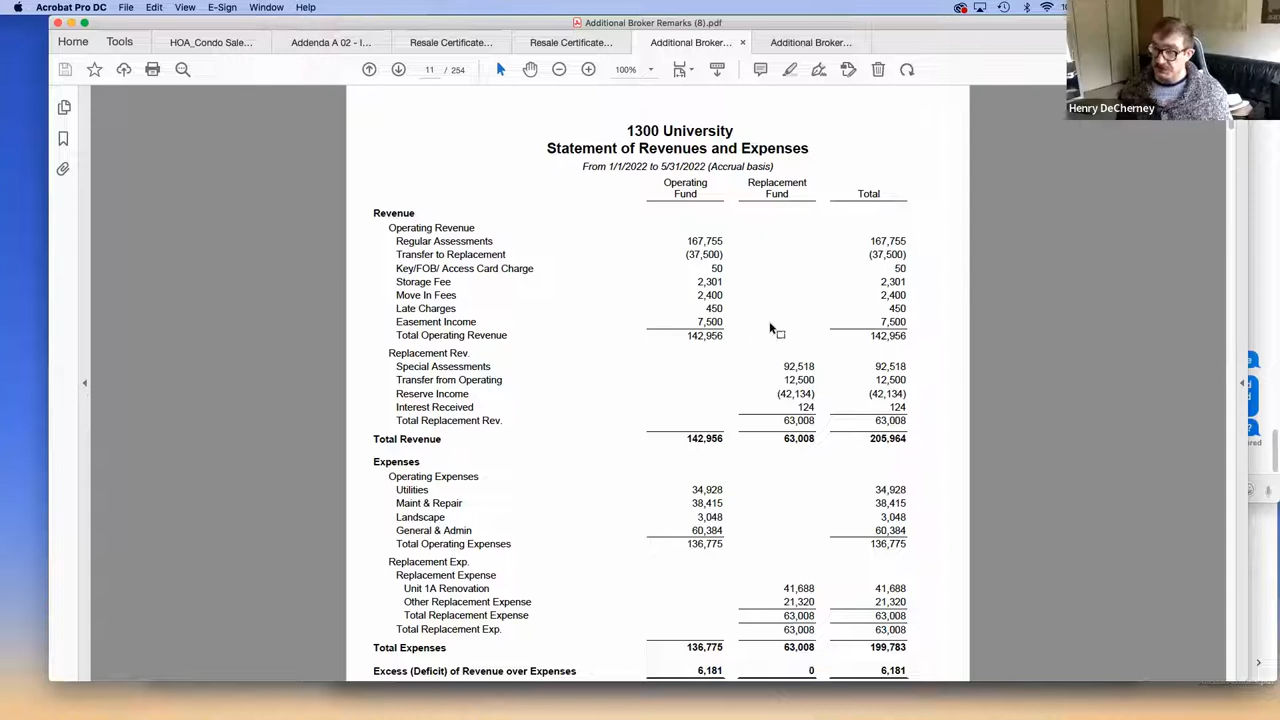 Acrobat Pro DC File Edit View E-Sign Window Help
Additional Broker Remarks (8).pdf
Home Tools HOA_Condo Sale... Addenda A 02 - I... Resale Certificate... Resale Certificate... Additional Broker... × Additional Broker...
11 / 254 100%
Henry DeCherney
1300 University
Statement of Revenues and Expenses
From 1/1/2022 to 5/31/2022 (Accrual basis)
Operating Fund Replacement Fund Total
Revenue
Operating Revenue
Regular Assessments 167,755 167,755
Transfer to Replacement (37,500) (37,500)
Key/FOB/ Access Card Charge 50 50
Storage Fee 2,301 2,301
Move In Fees 2,400 2,400
Late Charges 450 450
Easement Income 7,500 7,500
Total Operating Revenue 142,956 142,956
Replacement Rev.
Special Assessments 92,518 92,518
Transfer from Operating 12,500 12,500
Reserve Income (42,134) (42,134)
Interest Received 124 124
Total Replacement Rev. 63,008 63,008
Total Revenue 142,956 63,008 205,964
Expenses
Operating Expenses
Utilities 34,928 34,928
Maint & Repair 38,415 38,415
Landscape 3,048 3,048
General & Admin 60,384 60,384
Total Operating Expenses 136,775 136,775
Replacement Exp.
Replacement Expense
Unit 1A Renovation 41,688 41,688
Other Replacement Expense 21,320 21,320
Total Replacement Expense 63,008 63,008
Total Replacement Exp. 63,008 63,008
Total Expenses 136,775 63,008 199,783
Excess (Deficit) of Revenue over Expenses 6,181 0 6,181